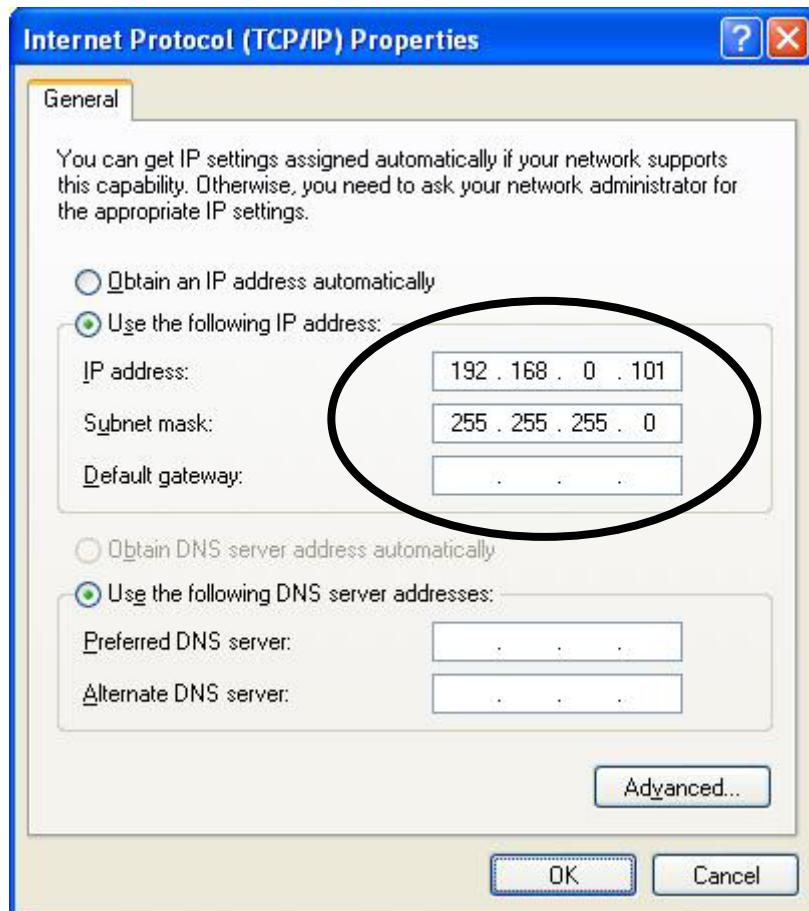 Internet Protocol (TCP/IP) Properties
General
You can get IP settings assigned automatically if your network supports
this capability. Otherwise, you need to ask your network administrator for
the appropriate IP settings.
Obtain an IP address automatically
Use the following IP address:
IP address: 192 . 168 . 0 . 101
Subnet mask: 255 . 255 . 255 . 0
Default gateway: . . .
Obtain DNS server address automatically
Use the following DNS server addresses:
Preferred DNS server: . . .
Alternate DNS server: . . .
Advanced...
OK Cancel